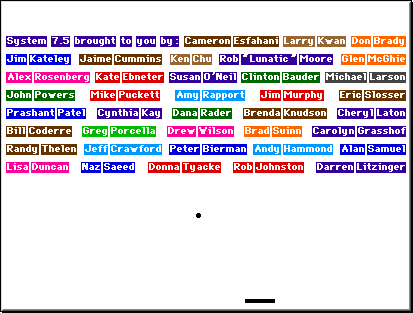 System 7.5 brought to you by: Cameron Esfahani Larry Kwan Don Brady
Jim Kateley Jaime Cummins Ken Chu Rob "Lunatic" Moore Glen McGhie
Alex Rosenberg Kate Ebneter Susan O'Neil Clinton Bauder Michael Larson
John Powers Mike Puckett Amy Rapport Jim Murphy Eric Slosser
Prashant Patel Cynthia Kay Dana Rader Brenda Knudson Cheryl Laton
Bill Coderre Greg Porcella Drew Wilson Brad Suinn Carolyn Grasshof
Randy Thelen Jeff Crawford Peter Bierman Andy Hammond Alan Samuel
Lisa Duncan Naz Saeed Donna Tyacke Rob Johnston Darren Litzinger